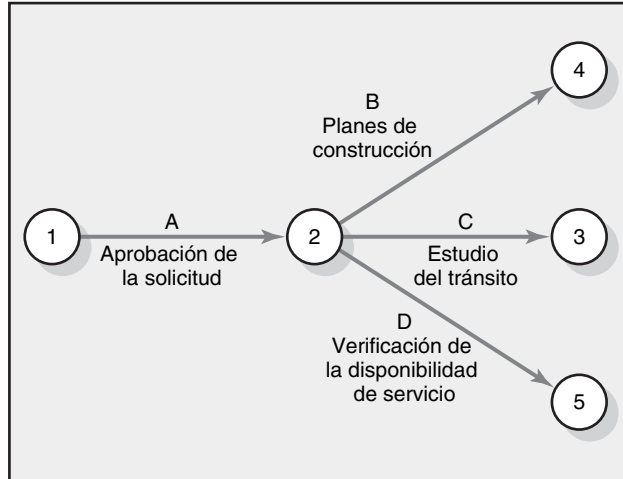 4
B
Planes de
construcción
1
A
Aprobación de
la solicitud
2
C
Estudio
del tránsito
3
D
Verificación de
la disponibilidad
de servicio
5